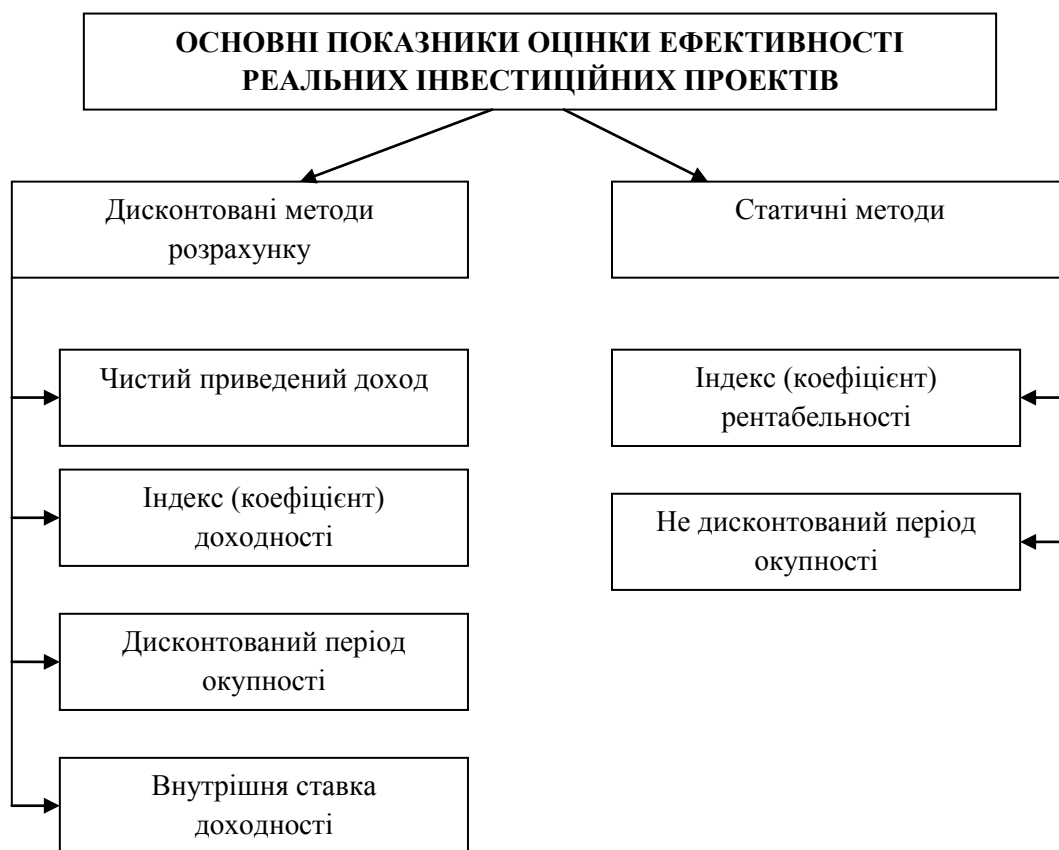 ОСНОВНІ ПОКАЗНИКИ ОЦІНКИ ЕФЕКТИВНОСТІ
РЕАЛЬНИХ ІНВЕСТИЦІЙНИХ ПРОЕКТІВ
Дисконтовані методи
розрахунку
Чистий приведений доход
Індекс (коефіцієнт)
доходності
Дисконтований період
окупності
Внутрішня ставка
доходності
Статичні методи
Індекс (коефіцієнт)
рентабельності
Не дисконтований період
окупності